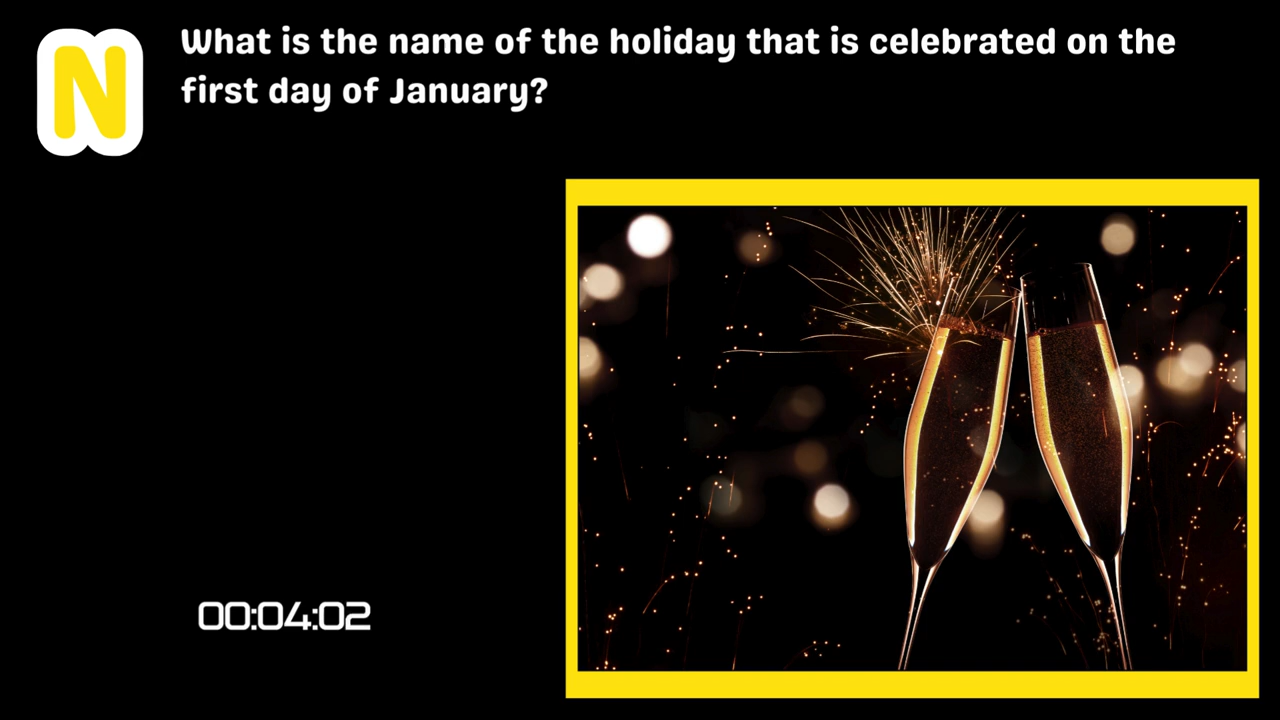 N
What is the name of the holiday that is celebrated on the
first day of January?
00:04:02